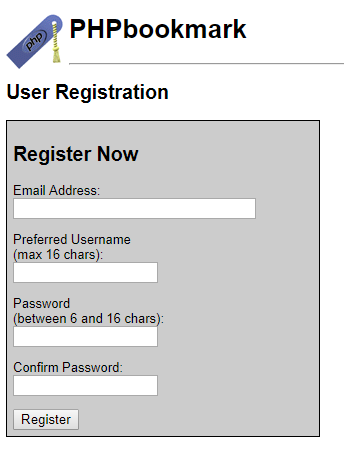 php
PHPbookmark
User Registration
Register Now
Email Address:
Preferred Username
(max 16 chars):
Password
(between 6 and 16 chars):
Confirm Password:
Register